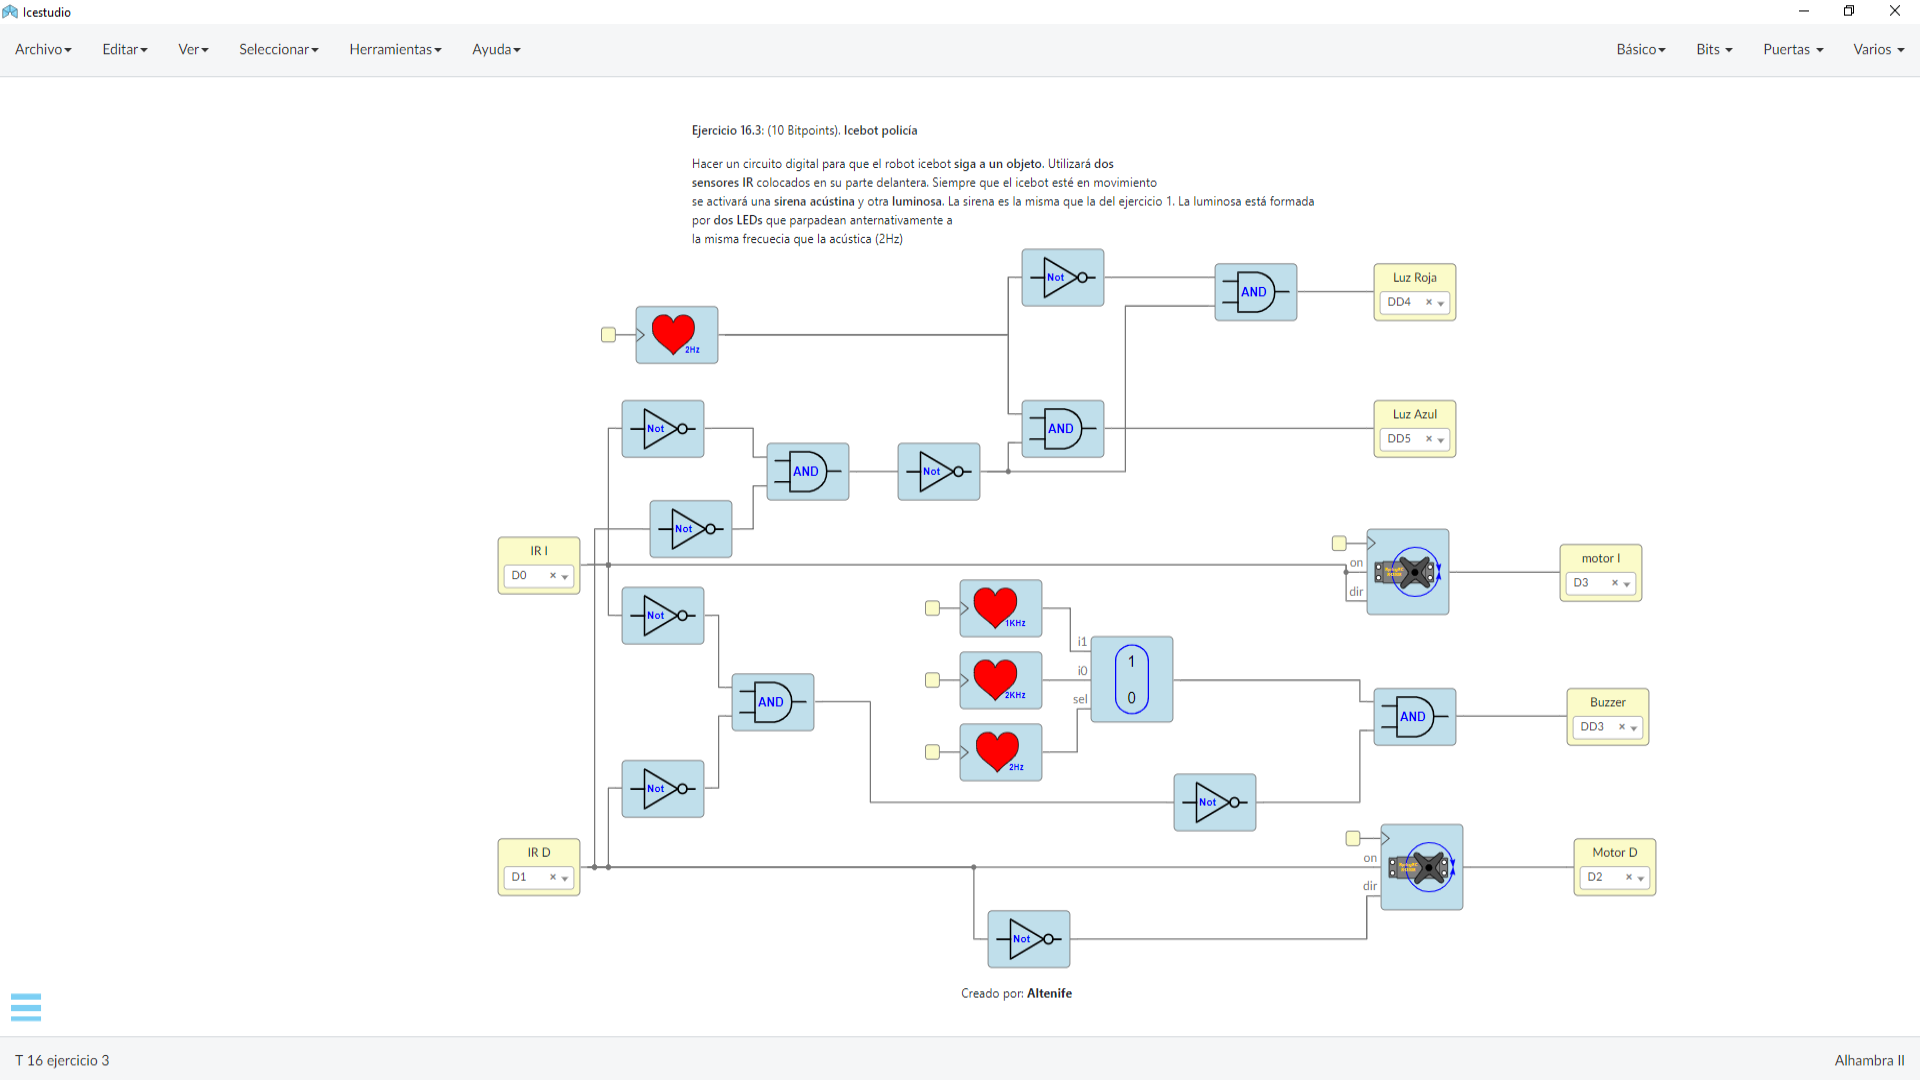 Icestudio
Archivo Editar Ver Seleccionar Herramientas Ayuda Básico Bits Puertas Varios
Ejercicio 16.3: (10 Bitpoints). Icebot policía
Hacer un circuito digital para que el robot icebot siga a un objeto. Utilizará dos
sensores IR colocados en su parte delantera. Siempre que el icebot esté en movimiento
se activará una sirena acústina y otra luminosa. La sirena es la misma que la del ejercicio 1. La luminosa está formada
por dos LEDs que parpadean anternativamente a
la misma frecuecia que la acústica (2Hz)
Not
AND
Luz Roja
DD4
2Hz
Not
AND
Luz Azul
DD5
AND
Not
Not
IR I
D0
on
dir
motor I
D3
Not
1KHz
i1
i0
sel
1
0
2KHz
2Hz
AND
AND
Buzzer
DD3
Not
Not
IR D
D1
on
dir
Motor D
D2
Not
Creado por: Altenife
T 16 ejercicio 3
Alhambra II